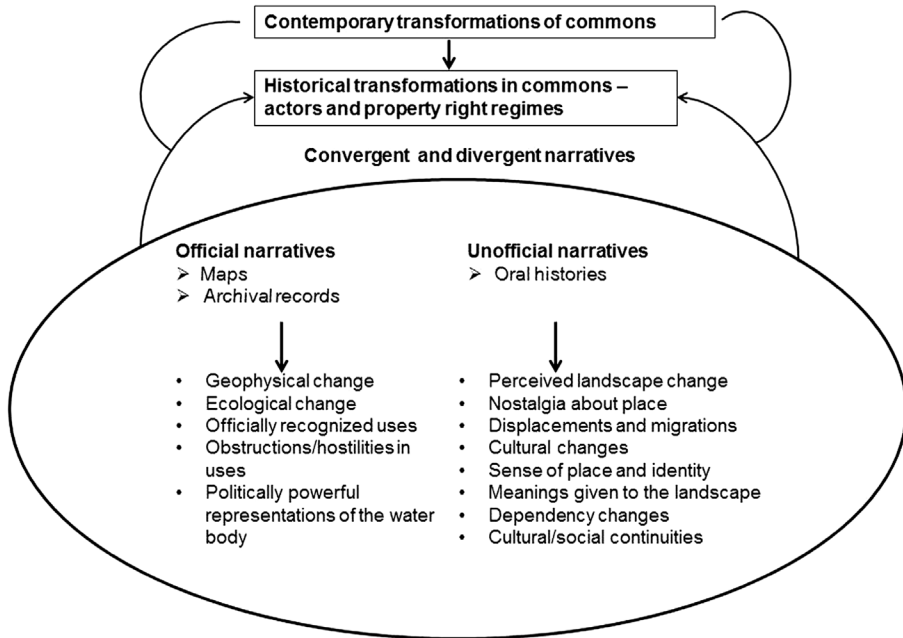 Contemporary transformations of commons
Historical transformations in commons –
actors and property right regimes
Convergent and divergent narratives
Official narratives
➢ Maps
➢ Archival records
• Geophysical change
• Ecological change
• Officially recognized uses
• Obstructions/hostilities in
uses
• Politically powerful
representations of the water
body
Unofficial narratives
➢ Oral histories
• Perceived landscape change
• Nostalgia about place
• Displacements and migrations
• Cultural changes
• Sense of place and identity
• Meanings given to the landscape
• Dependency changes
• Cultural/social continuities